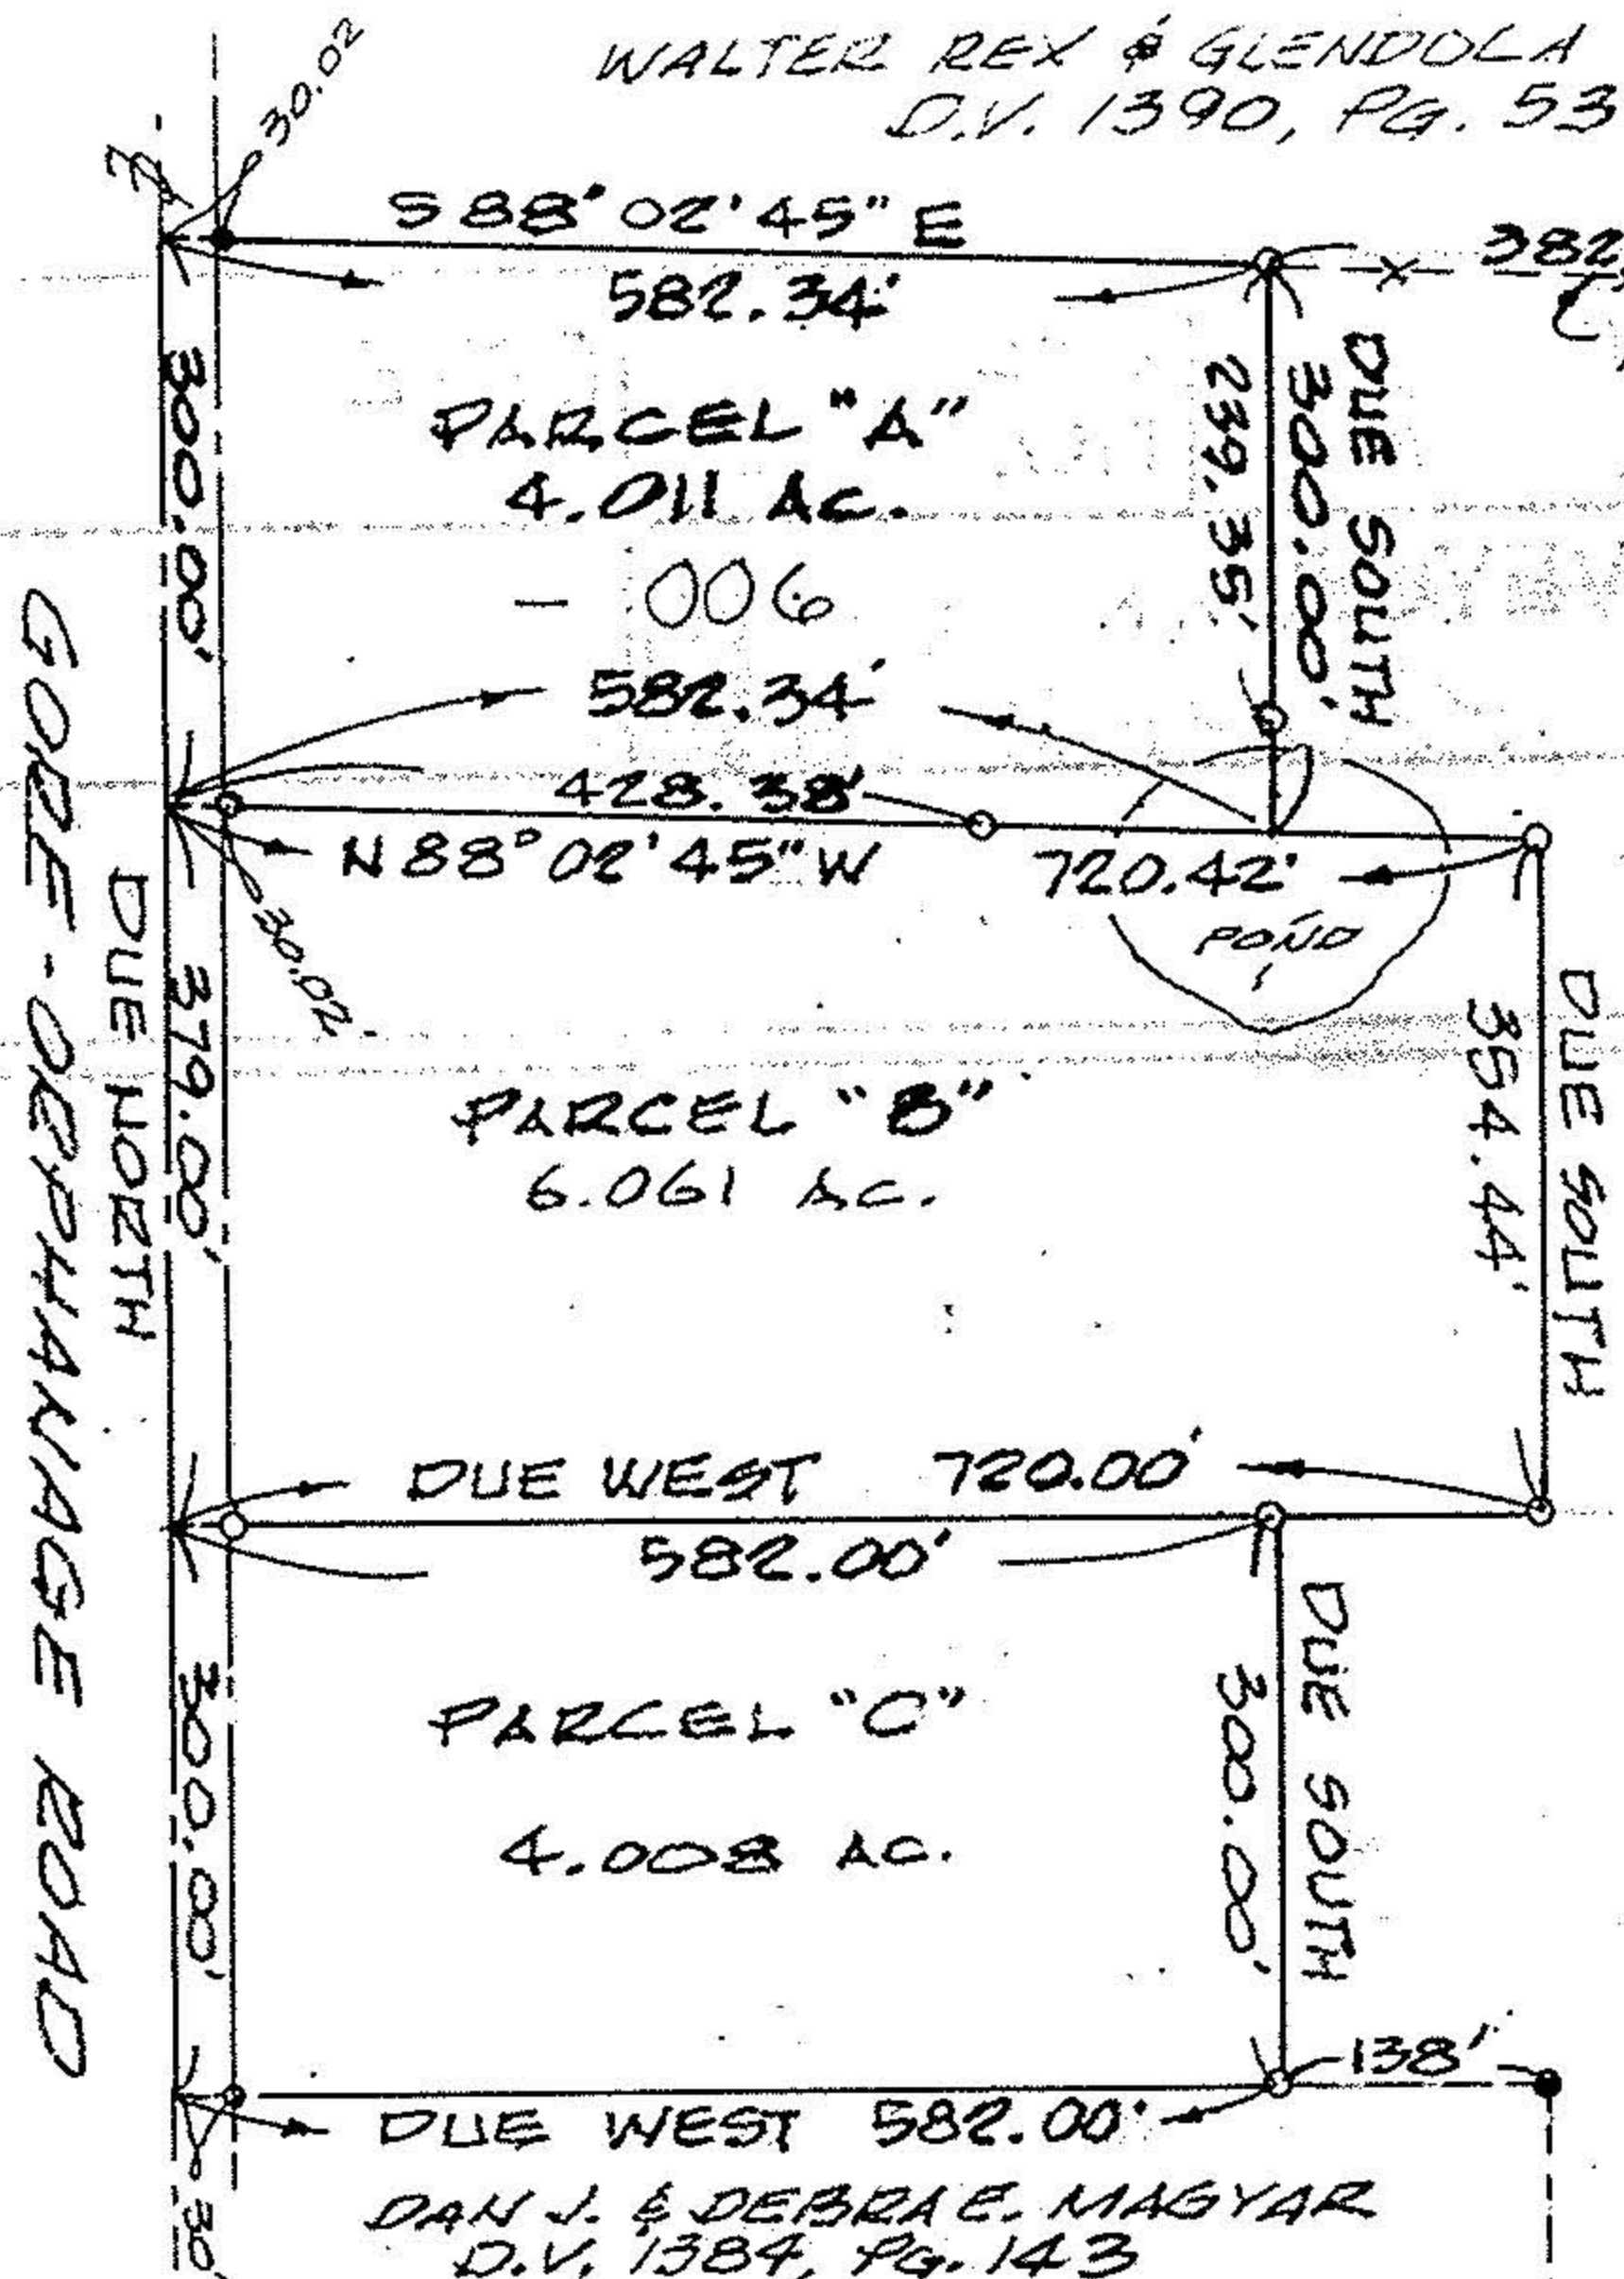 WALTER REX & GLENDOLA
D.V. 1390, PG. 53
30.02
S 88° 02' 45" E
582.34'
382
PARCEL "A"
4.011 AC.
- 006
300.00'
239.35'
300.00'
DUE SOUTH
582.34'
428.38'
N 88° 02' 45" W
720.42'
POND
30.02'
GORE - ORPHANAGE ROAD
DUE NORTH
379.00'
PARCEL "B"
6.061 AC.
354.44'
DUE SOUTH
DUE WEST 720.00'
582.00'
PARCEL "C"
4.008 AC.
300.00'
300.00'
DUE SOUTH
138'
DUE WEST 582.00'
30'
DAN J. & DEBRA E. MAGYAR
D.V. 1384, PG. 143